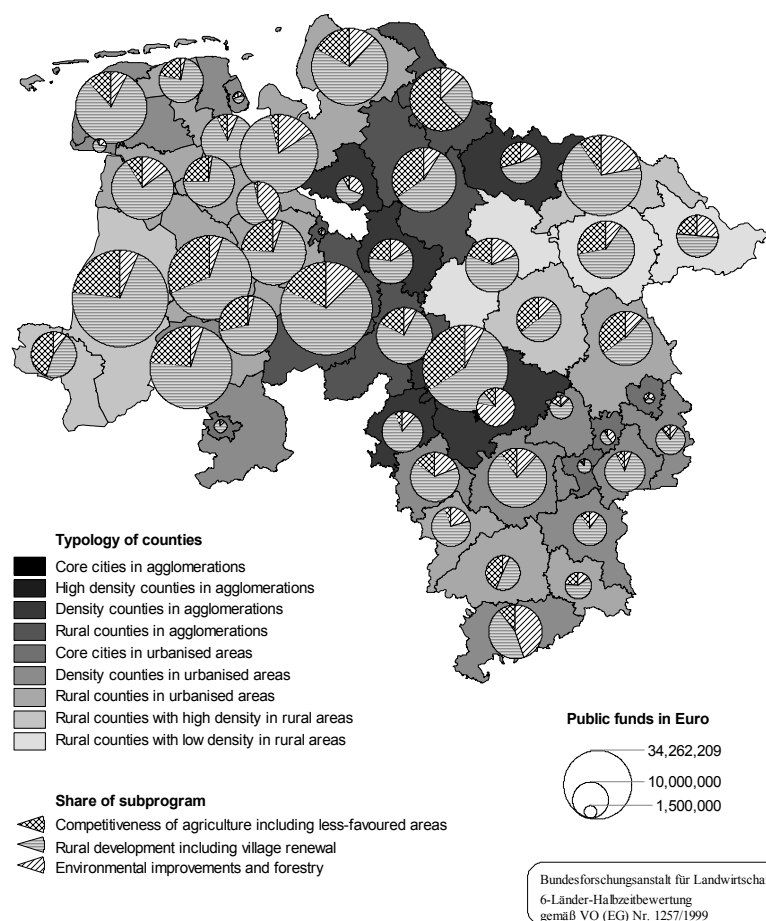 Typology of counties
Core cities in agglomerations
High density counties in agglomerations
Density counties in agglomerations
Rural counties in agglomerations
Core cities in urbanised areas
Density counties in urbanised areas
Rural counties in urbanised areas
Rural counties with high density in rural areas
Rural counties with low density in rural areas
Share of subprogram
Competitiveness of agriculture including less-favoured areas
Rural development including village renewal
Environmental improvements and forestry
Public funds in Euro
34,262,209
10,000,000
1,500,000
Bundesforschungsanstalt für Landwirtscha
6-Länder-Halbzeitbewertung
gemäß VO (EG) Nr. 1257/1999